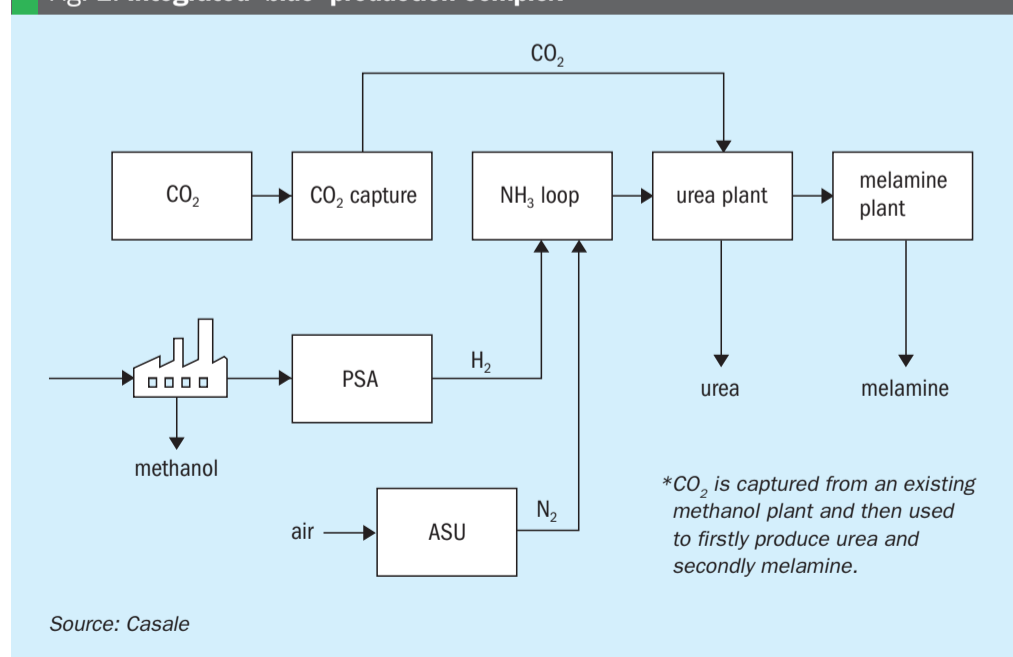 CO₂
CO₂
CO₂ capture
NH₃ loop
urea plant
melamine
plant
H₂
PSA
urea
melamine
methanol
*CO₂ is captured from an existing
methanol plant and then used
to firstly produce urea and
secondly melamine.
N₂
air
ASU
Source: Casale